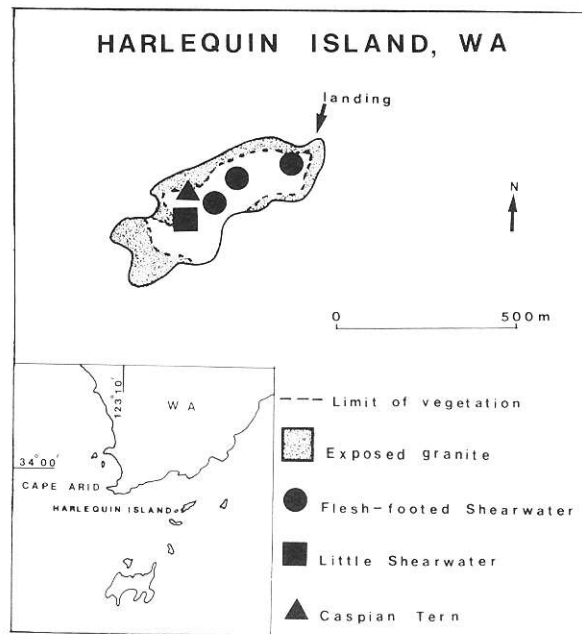 HARLEQUIN ISLAND, WA
landing
N
0 500m
123°10'
WA
34°00'
CAPE ARID
HARLEQUIN ISLAND
Limit of vegetation
Exposed granite
Flesh-footed Shearwater
Little Shearwater
Caspian Tern